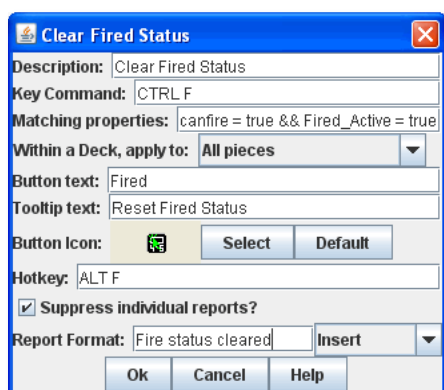 Clear Fired Status
Description: Clear Fired Status
Key Command: CTRL F
Matching properties: canfire = true && Fired_Active = true
Within a Deck, apply to: All pieces
Button text: Fired
Tooltip text: Reset Fired Status
Button Icon: Select Default
Hotkey: ALT F
Suppress individual reports?
Report Format: Fire status cleared Insert
Ok Cancel Help